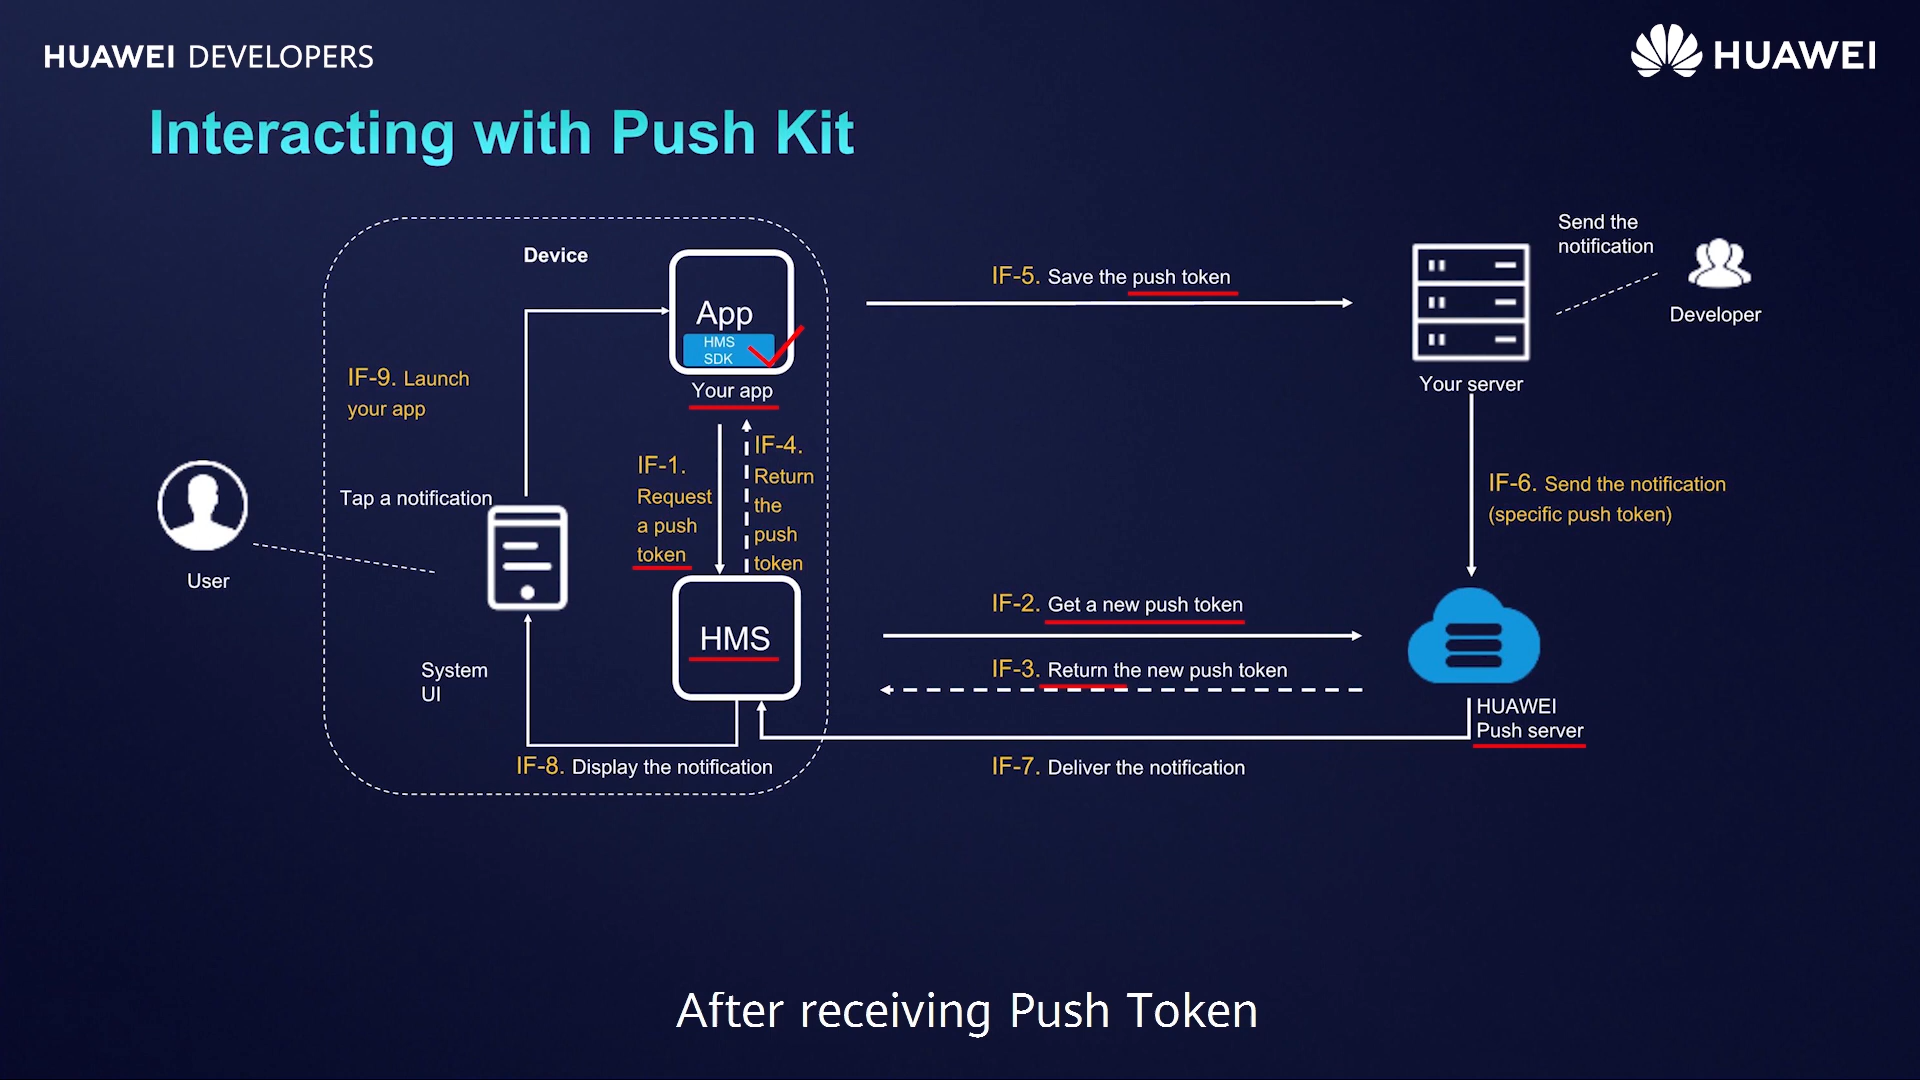 HUAWEI DEVELOPERS
HUAWEI
Interacting with Push Kit
Device
App
HMS
SDK
Your app
IF-5. Save the push token
Send the
notification
Developer
Your server
IF-9. Launch
your app
IF-1.
Request
a push
token
IF-4.
Return
the
push
token
Tap a notification
User
IF-6. Send the notification
(specific push token)
HMS
IF-2. Get a new push token
IF-3. Return the new push token
System
UI
HUAWEI
Push server
IF-8. Display the notification
IF-7. Deliver the notification
After receiving Push Token